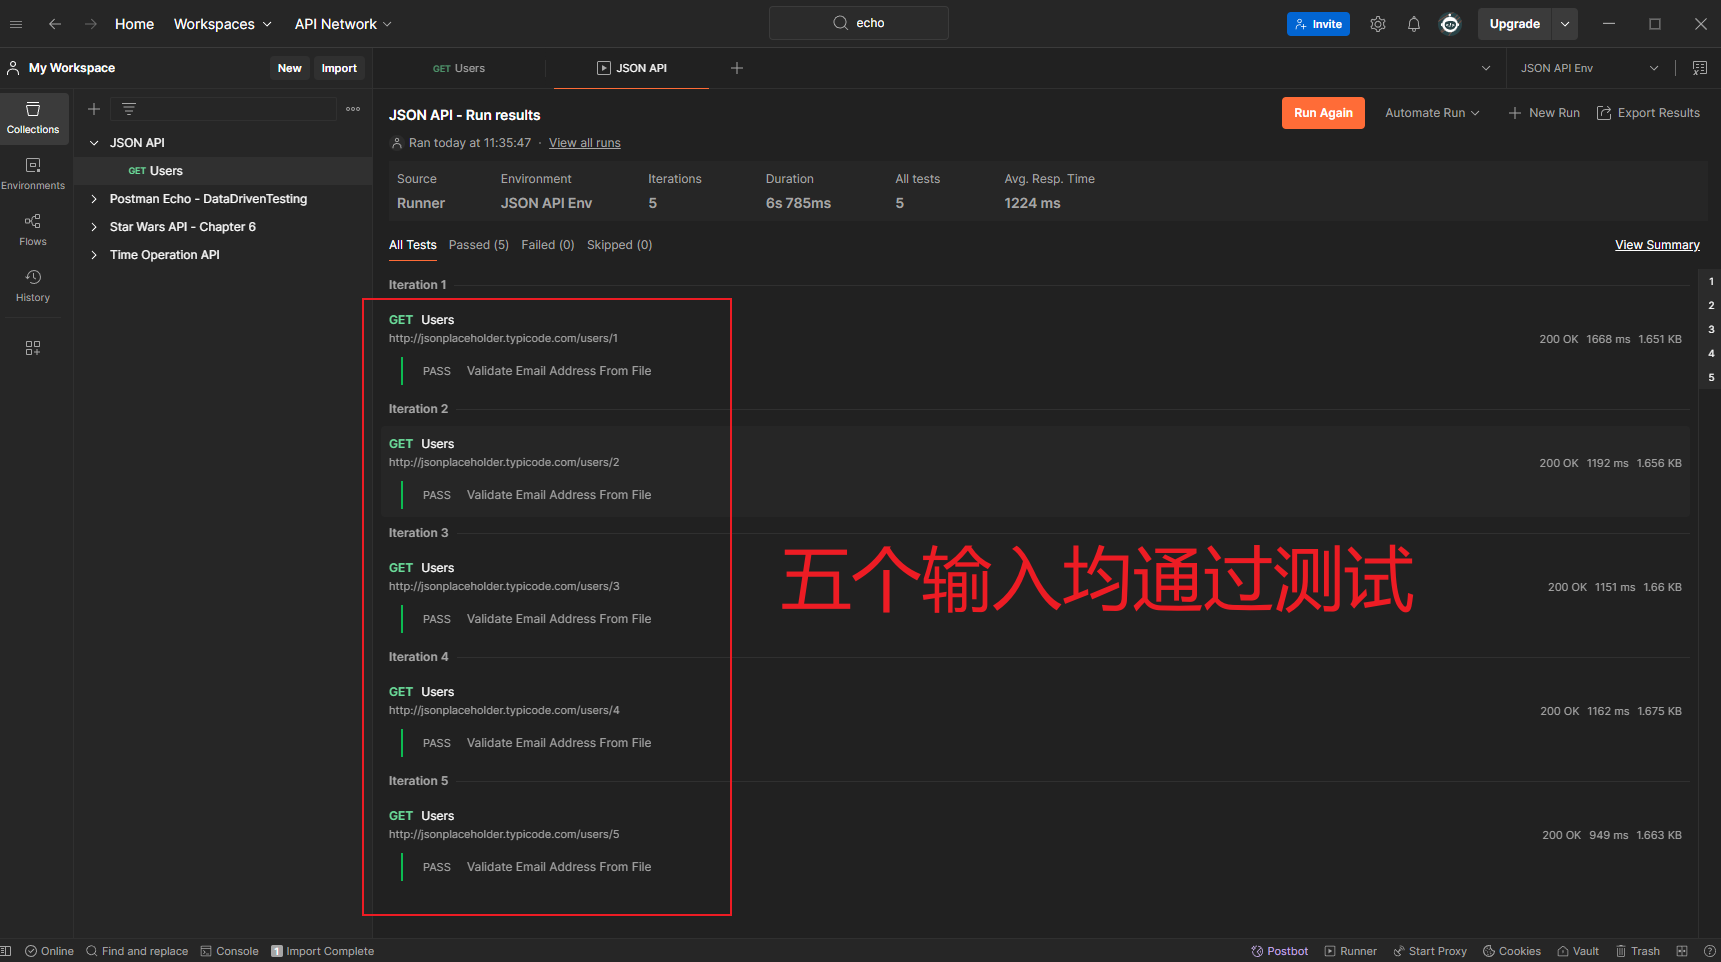 Home Workspaces API Network echo Invite Upgrade
My Workspace New Import GET Users JSON API JSON API Env
Collections
Environments
Flows
History
JSON API
GET Users
Postman Echo - DataDrivenTesting
Star Wars API - Chapter 6
Time Operation API
JSON API - Run results Run Again Automate Run New Run Export Results
Ran today at 11:35:47 · View all runs
Source Environment Iterations Duration All tests Avg. Resp. Time
Runner JSON API Env 5 6s 785ms 5 1224 ms
All Tests Passed (5) Failed (0) Skipped (0) View Summary
Iteration 1
GET Users
http://jsonplaceholder.typicode.com/users/1 200 OK 1668 ms 1.651 KB
PASS Validate Email Address From File
Iteration 2
GET Users
http://jsonplaceholder.typicode.com/users/2 200 OK 1192 ms 1.656 KB
PASS Validate Email Address From File
Iteration 3
GET Users
http://jsonplaceholder.typicode.com/users/3 200 OK 1151 ms 1.66 KB
PASS Validate Email Address From File
五个输入均通过测试
Iteration 4
GET Users
http://jsonplaceholder.typicode.com/users/4 200 OK 1162 ms 1.675 KB
PASS Validate Email Address From File
Iteration 5
GET Users
http://jsonplaceholder.typicode.com/users/5 200 OK 949 ms 1.663 KB
PASS Validate Email Address From File
1
2
3
4
5
Online Find and replace Console 1 Import Complete Postbot Runner Start Proxy Cookies Vault Trash